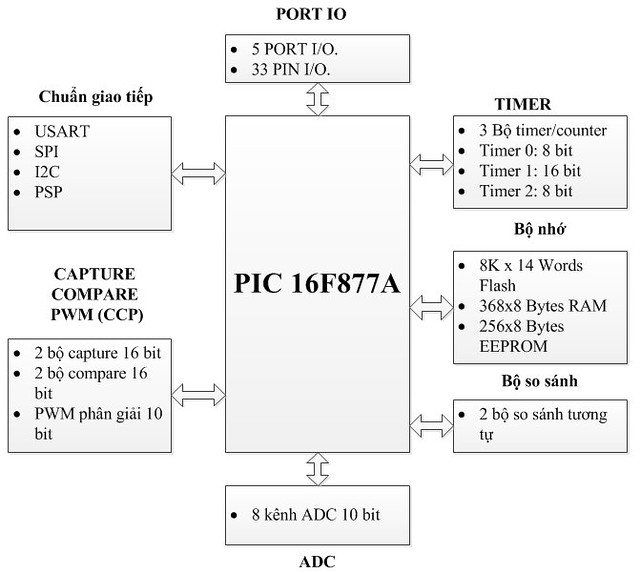 PORT IO
• 5 PORT I/O.
• 33 PIN I/O.
Chuẩn giao tiếp
• USART
• SPI
• I2C
• PSP
TIMER
• 3 Bộ timer/counter
• Timer 0: 8 bit
• Timer 1: 16 bit
• Timer 2: 8 bit
PIC 16F877A
Bộ nhớ
• 8K x 14 Words
Flash
• 368x8 Bytes RAM
• 256x8 Bytes
EEPROM
CAPTURE
COMPARE
PWM (CCP)
• 2 bộ capture 16 bit
• 2 bộ compare 16
bit
• PWM phân giải 10
bit
Bộ so sánh
• 2 bộ so sánh tương
tự
• 8 kênh ADC 10 bit
ADC